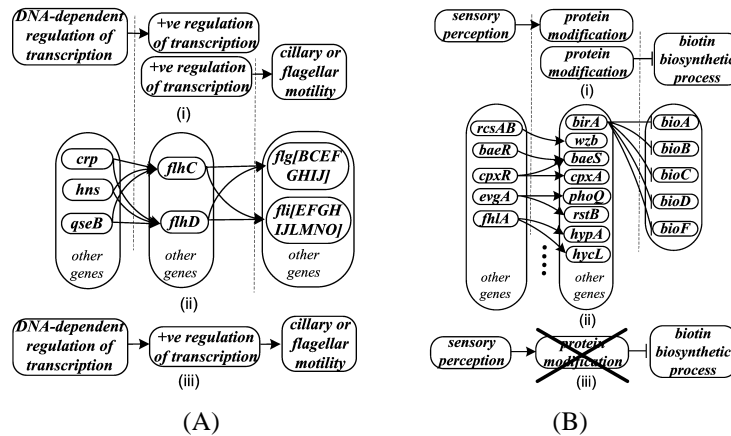 DNA-dependent
regulation of
transcription
+ve regulation
of transcription
+ve regulation
of transcription
cillary or
flagellar
motility
(i)
crp
hns
qseB
other
genes
flhC
flhD
other
genes
flg[BCEF
GHIJ]
fli[EFGH
IJLMNO]
other
genes
(ii)
DNA-dependent
regulation of
transcription
+ve regulation
of transcription
cillary or
flagellar
motility
(iii)
(A)
sensory
perception
protein
modification
protein
modification
biotin
biosynthetic
process
(i)
rcsAB
baeR
cpxR
evgA
fhlA
other
genes
birA
wzb
baeS
cpxA
phoQ
rstB
hypA
hycL
other
genes
bioA
bioB
bioC
bioD
bioF
other
genes
(ii)
sensory
perception
protein
modification
biotin
biosynthetic
process
(iii)
(B)